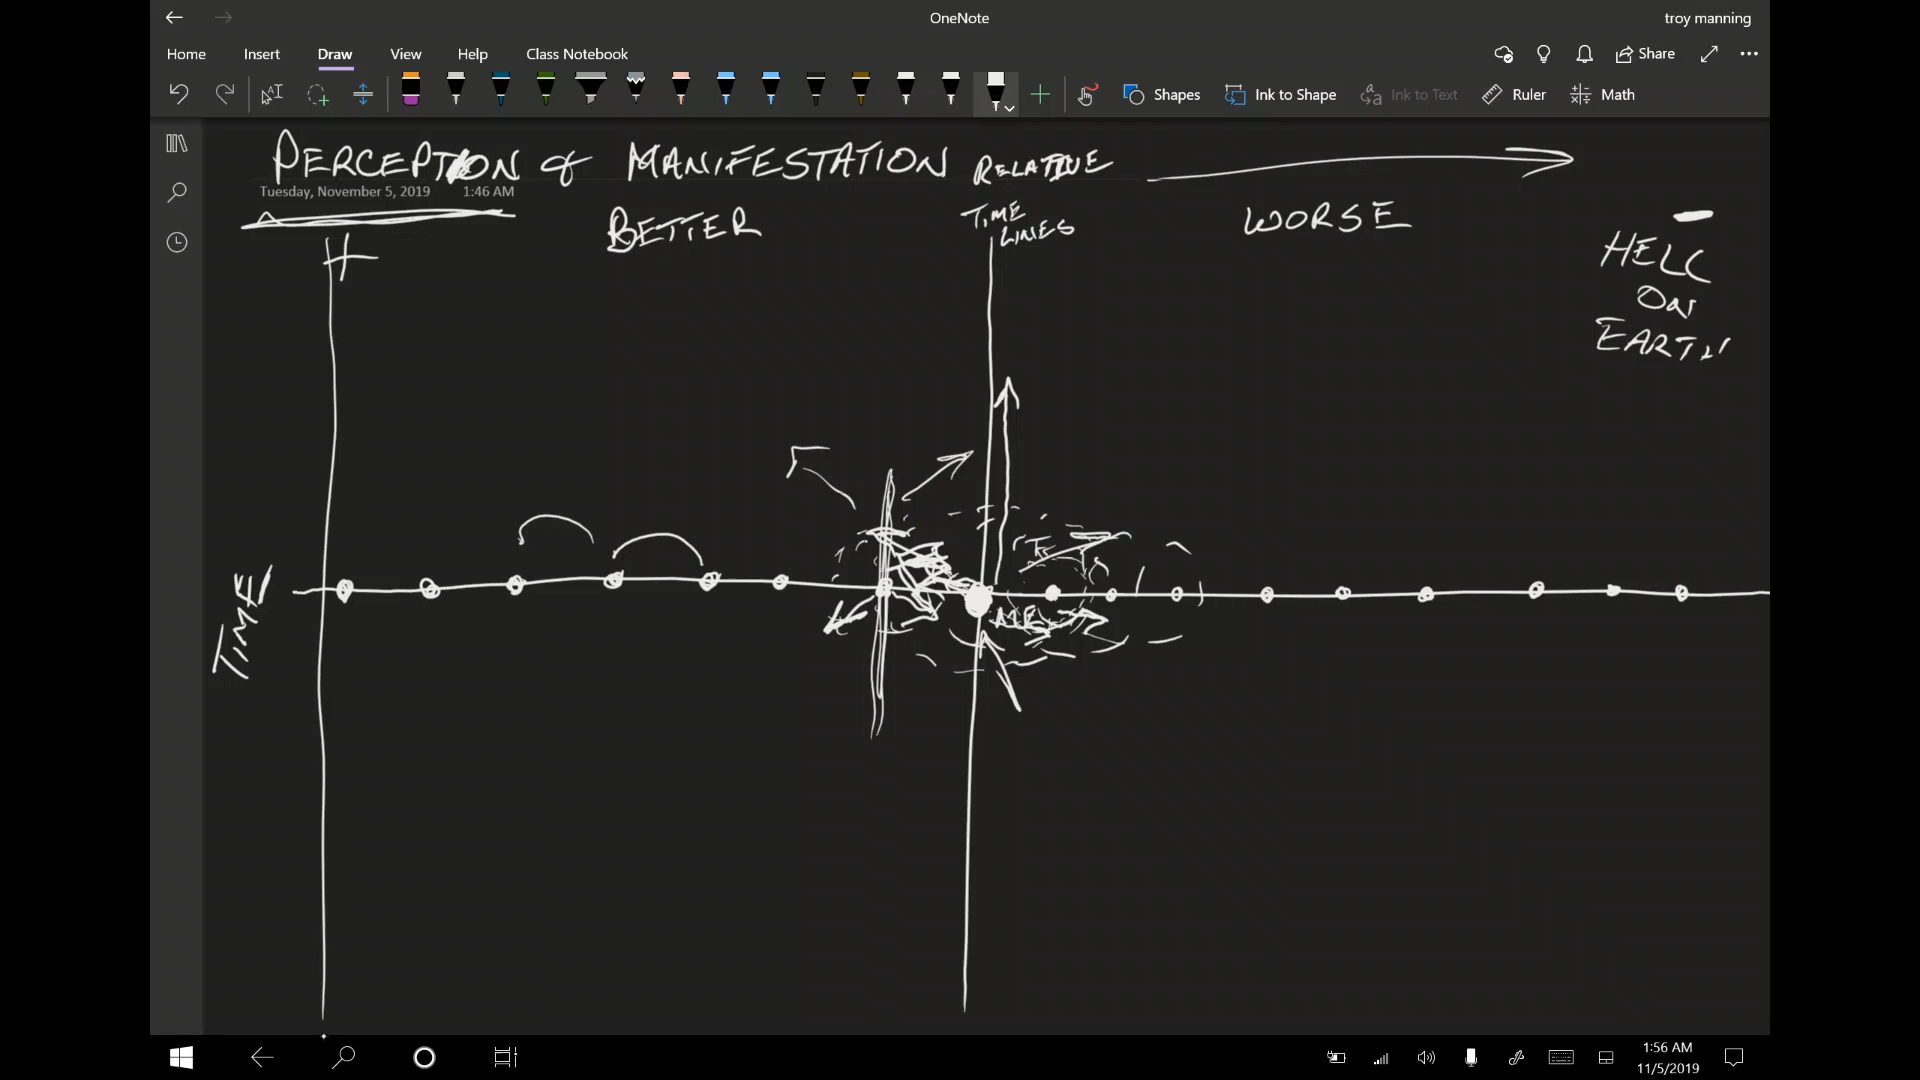 OneNote
troy manning
Home Insert Draw View Help Class Notebook
Share
Shapes Ink to Shape Ink to Text Ruler Math
PERCEPTION of MANIFESTATION RELATIVE
Tuesday, November 5, 2019 1:46 AM
BETTER
TIME
LINES
WORSE
+
-
HELL
ON
EARTH
TIME
ME
1:56 AM
11/5/2019